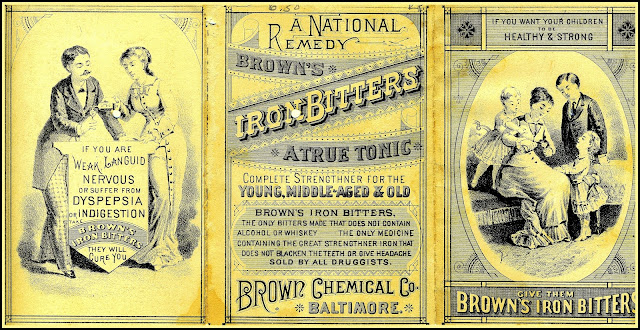 IF YOU ARE
WEAK, LANGUID
NERVOUS
OR SUFFER FROM
DYSPEPSIA
OR INDIGESTION
TAKE
BROWN'S
IRON BITTERS
THEY WILL
CURE YOU
A NATIONAL
REMEDY
BROWN'S
IRON BITTERS
A TRUE TONIC
COMPLETE STRENGTHNER FOR THE
YOUNG, MIDDLE-AGED & OLD
BROWN'S IRON BITTERS,
THE ONLY BITTERS MADE THAT DOES NOT CONTAIN
ALCOHOL OR WHISKEY THE ONLY MEDICINE
CONTAINING THE GREAT STRENGTHNER IRON THAT
DOES NOT BLACKEN THE TEETH OR GIVE HEADACHE
SOLD BY ALL DRUGGISTS.
BROWN CHEMICAL CO.
BALTIMORE.
IF YOU WANT YOUR CHILDREN
TO BE
HEALTHY & STRONG
GIVE THEM
BROWN'S IRON BITTERS